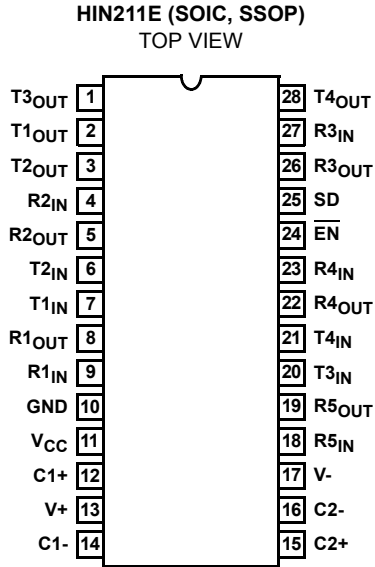 HIN211E (SOIC, SSOP)
TOP VIEW
T3OUT 1 28 T4OUT
T1OUT 2 27 R3IN
T2OUT 3 26 R3OUT
R2IN 4 25 SD
R2OUT 5 24 EN
T2IN 6 23 R4IN
T1IN 7 22 R4OUT
R1OUT 8 21 T4IN
R1IN 9 20 T3IN
GND 10 19 R5OUT
VCC 11 18 R5IN
C1+ 12 17 V-
V+ 13 16 C2-
C1- 14 15 C2+